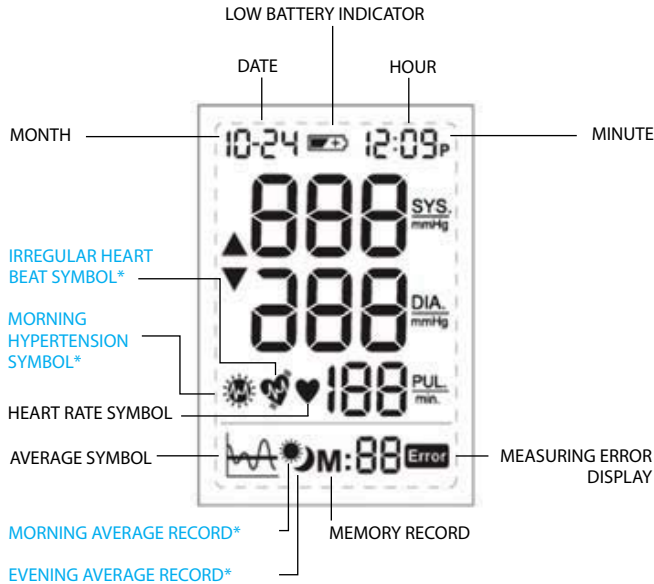 LOW BATTERY INDICATOR
DATE
HOUR
MONTH
10-24
12:09P
MINUTE
888
SYS.
mmHg
IRREGULAR HEART
BEAT SYMBOL*
288
DIA.
mmHg
MORNING
HYPERTENSION
SYMBOL*
188
PUL.
min.
HEART RATE SYMBOL
AVERAGE SYMBOL
M:88
Error
MEASURING ERROR
DISPLAY
MORNING AVERAGE RECORD*
MEMORY RECORD
EVENING AVERAGE RECORD*